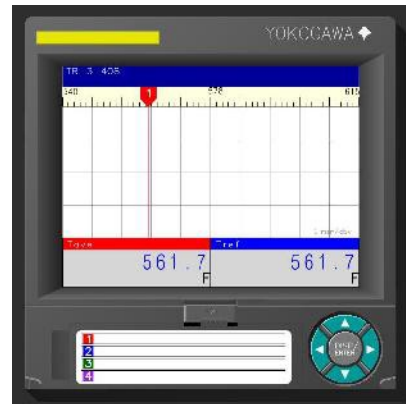 YOKOGAWA
TR 3 408
540 578 615
1
Tave Tref
561.7 561.7
F F
DISP/
ENTER
1
2
3
4